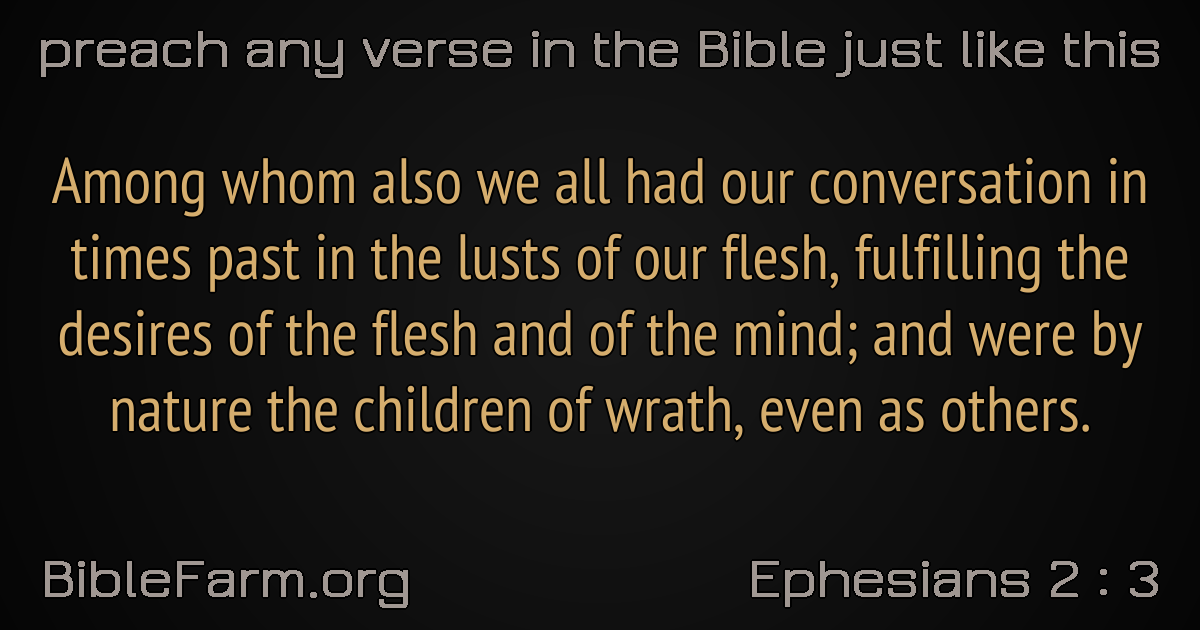 preach any verse in the Bible just like this
Among whom also we all had our conversation in
times past in the lusts of our flesh, fulfilling the
desires of the flesh and of the mind; and were by
nature the children of wrath, even as others.
BibleFarm.org
Ephesians 2 : 3